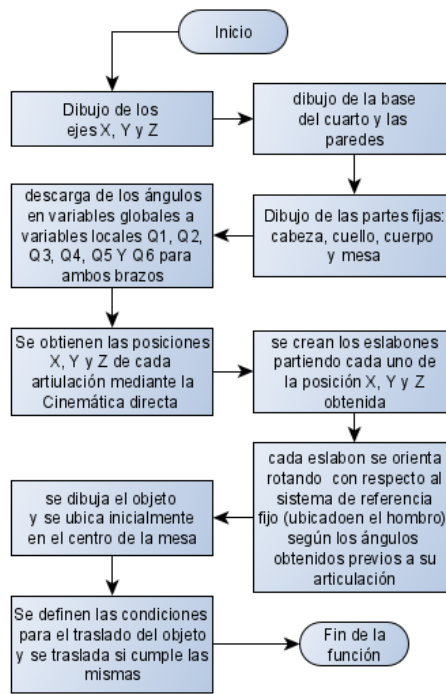 Inicio
Dibujo de los
ejes X, Y y Z
dibujo de la base
del cuarto y las
paredes
Dibujo de las partes fijas:
cabeza, cuello, cuerpo
y mesa
descarga de los ángulos
en variables globales a
variables locales Q1, Q2,
Q3, Q4, Q5 Y Q6 para
ambos brazos
Se obtienen las posiciones
X, Y y Z de cada
artiulación mediante la
Cinemática directa
se crean los eslabones
partiendo cada uno de
la posición X, Y y Z
obtenida
cada eslabon se orienta
rotando con respecto al
sistema de referencia
fijo (ubicadoen el hombro)
según los ángulos
obtenidos previos a su
articulación
se dibuja el objeto
y se ubica inicialmente
en el centro de la mesa
Se definen las condiciones
para el traslado del objeto
y se traslada si cumple las
mismas
Fin de la
función